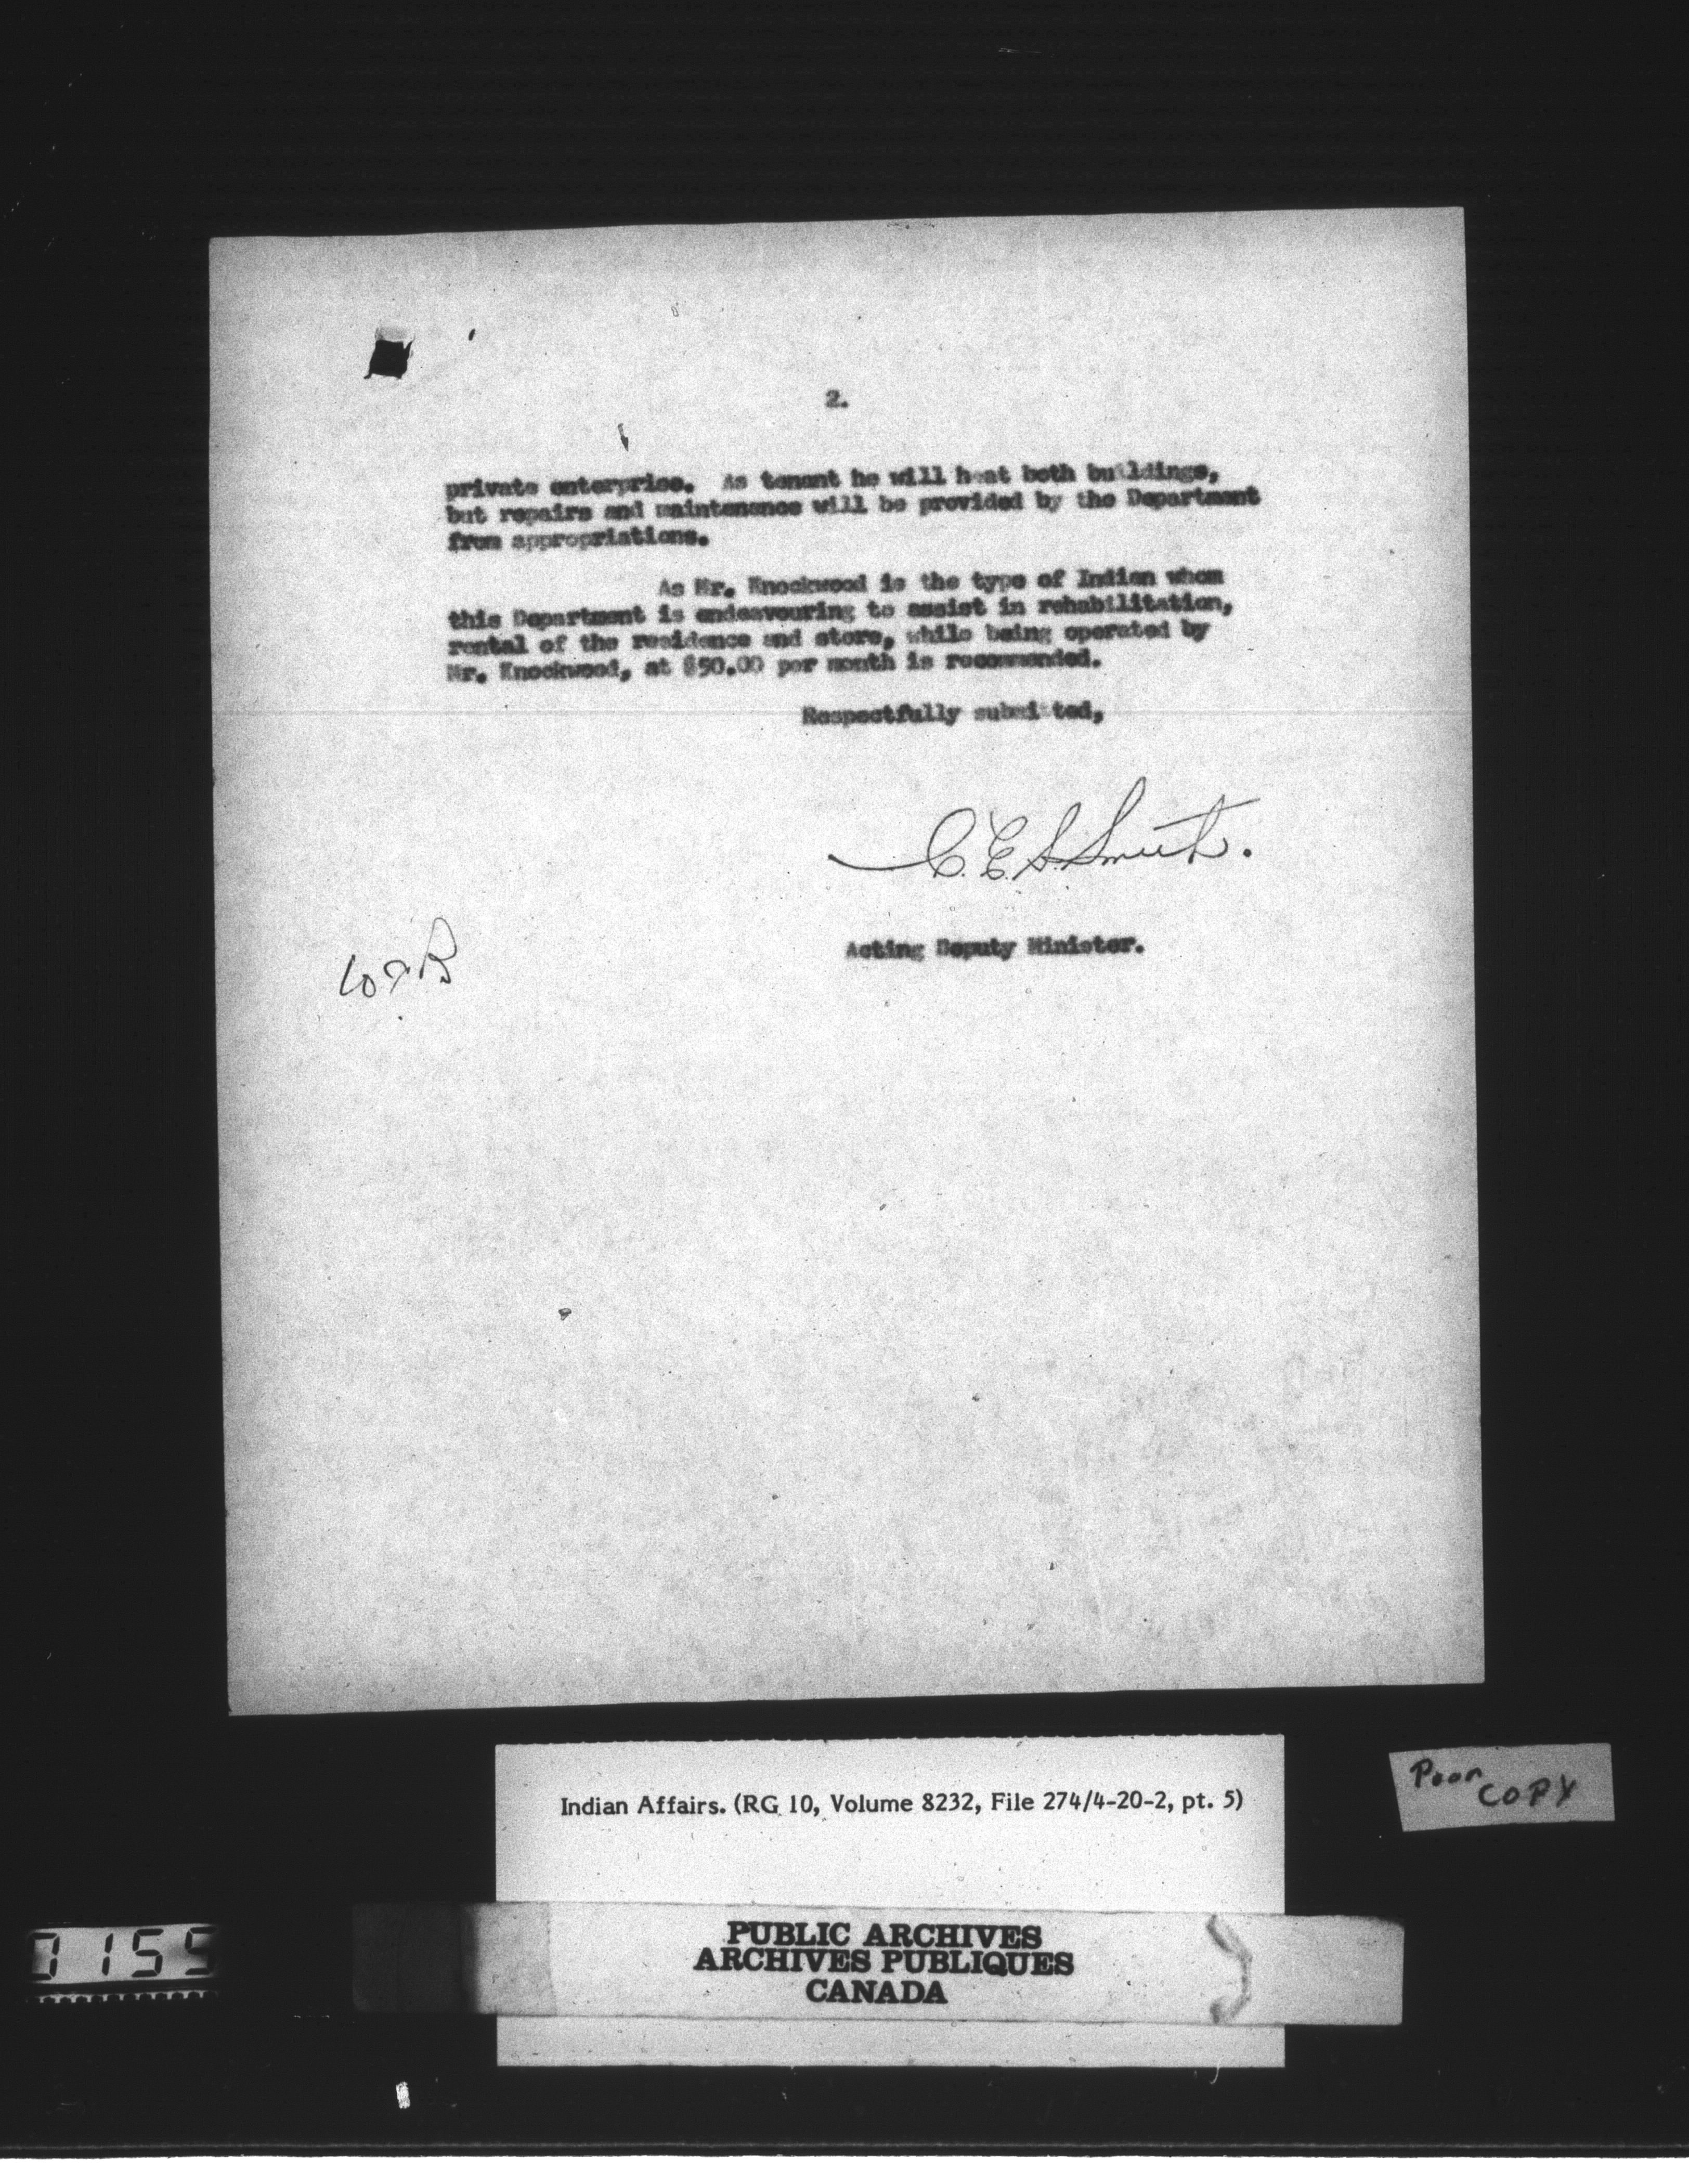 2.
private enterprise. As tenant he will heat both buildings,
but repairs and maintenance will be provided by the Department
from appropriations.
As Mr. Knockwood is the type of Indian whom
this Department is endeavouring to assist in rehabilitation,
rental of the residence and store, while being operated by
Mr. Knockwood, at $50.00 per month is recommended.
Respectfully submitted,
C.E.S. Smith.
Acting Deputy Minister.
Indian Affairs. (RG 10, Volume 8232, File 274/4-20-2, pt. 5)
Poor
COPY
PUBLIC ARCHIVES
ARCHIVES PUBLIQUES
CANADA